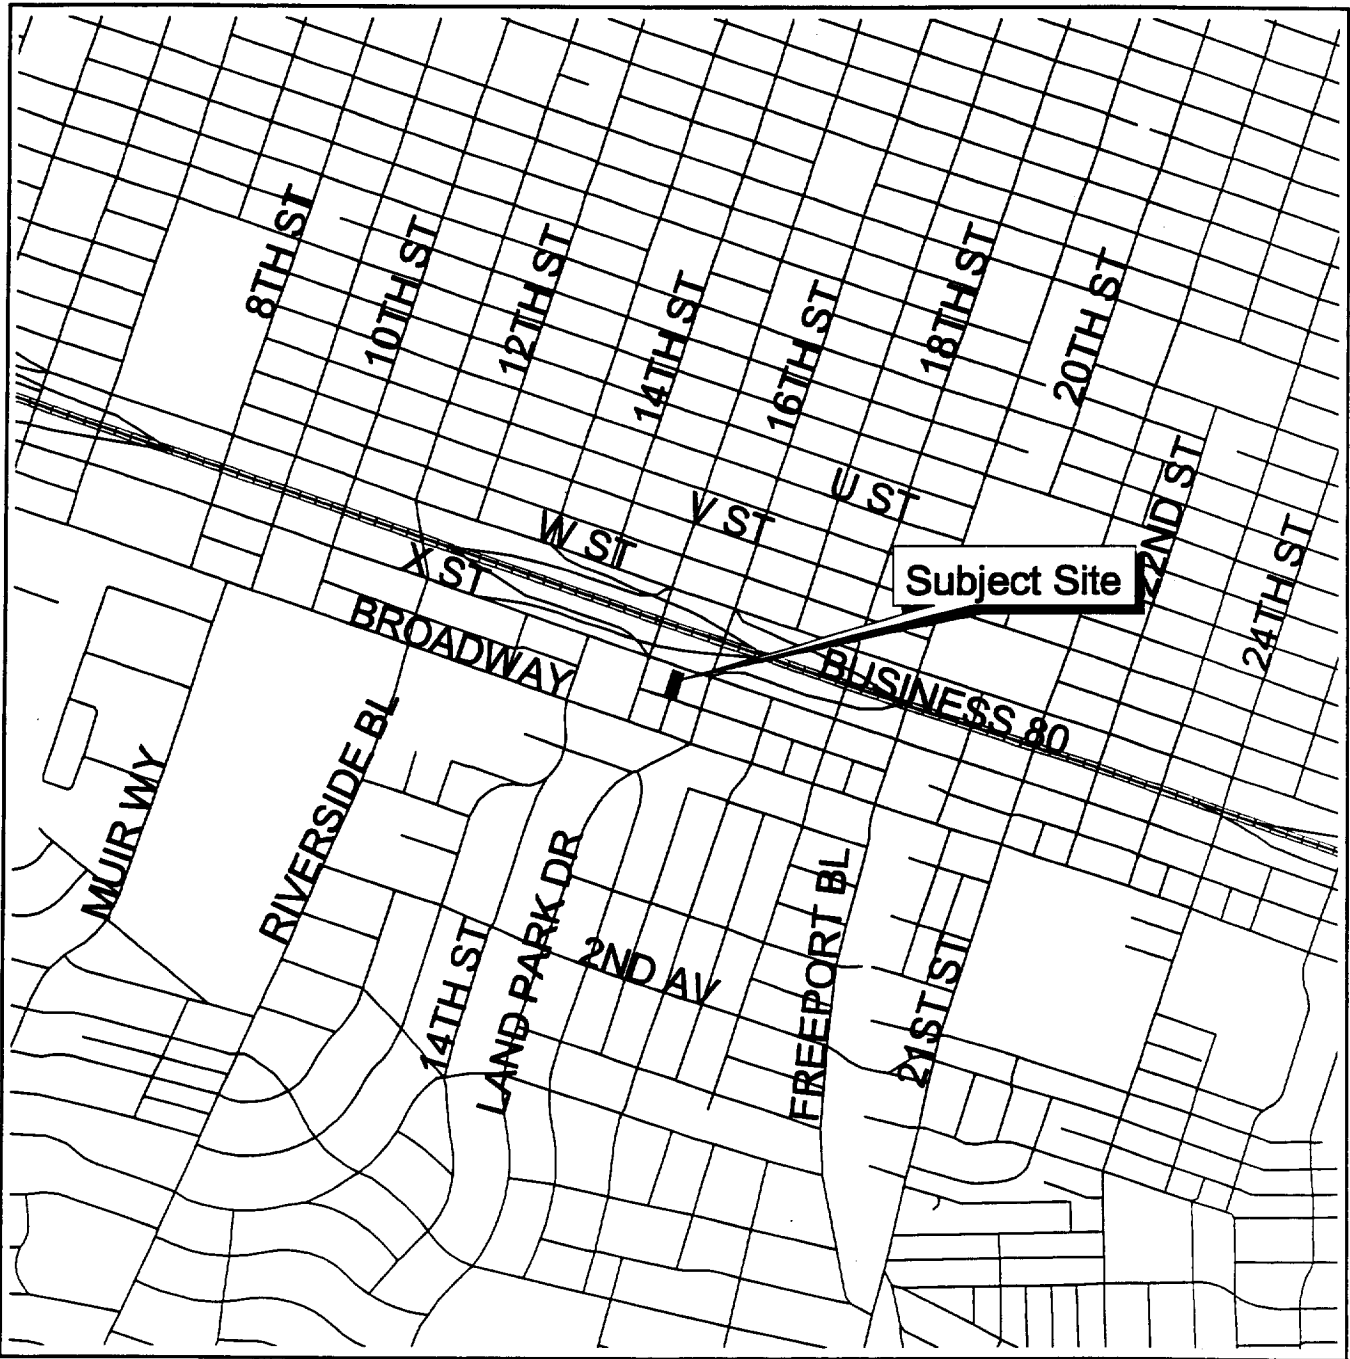 8TH ST
10TH ST
12TH ST
14TH ST
16TH ST
18TH ST
20TH ST
22ND ST
24TH ST
U ST
V ST
W ST
X ST
Subject Site
BROADWAY
BUSINESS 80
MUIR WY
RIVERSIDE BL
14TH ST
LAND PARK DR
2ND AV
FREEPORT BL
21ST ST